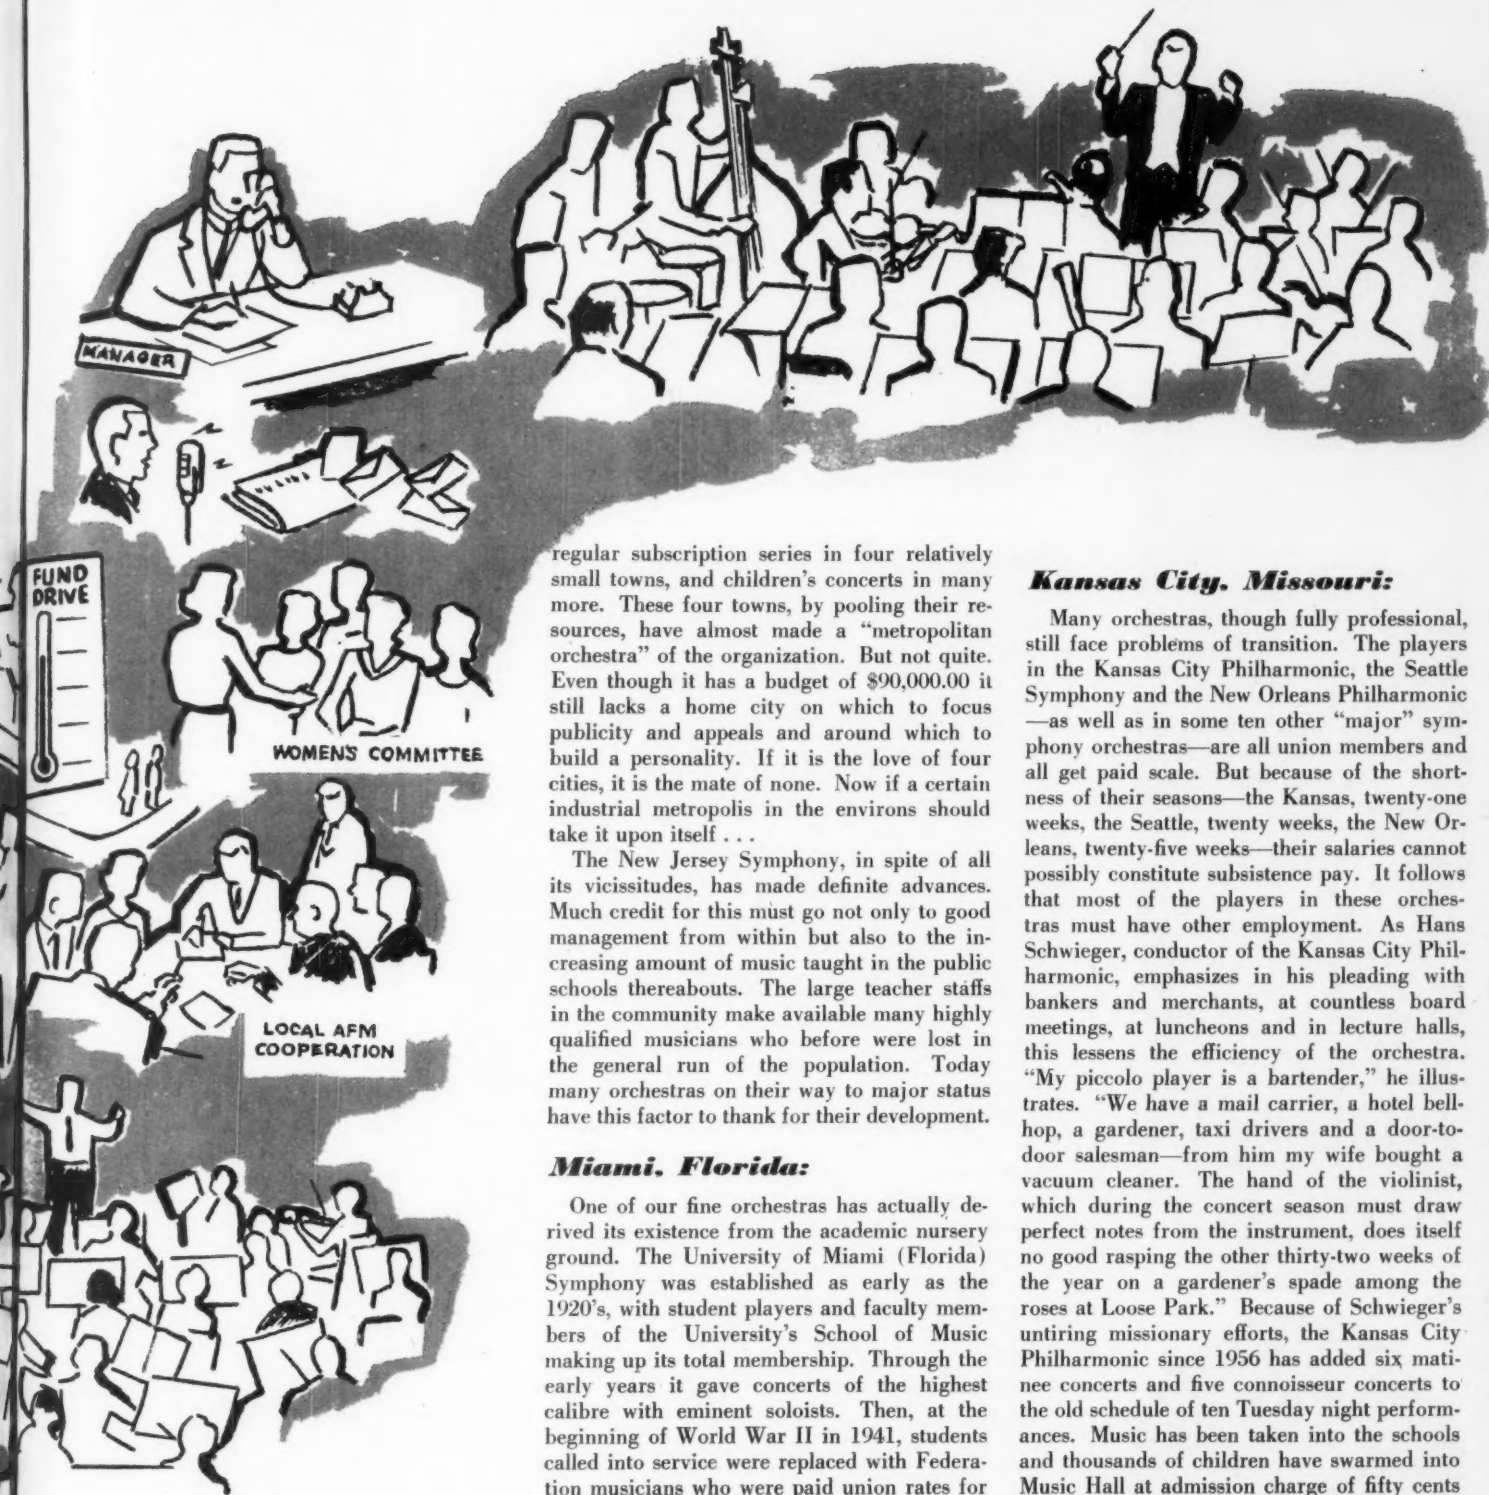 MANAGER
FUND
DRIVE
WOMEN'S COMMITTEE
LOCAL AFM
COOPERATION
regular subscription series in four relatively
small towns, and children's concerts in many
more. These four towns, by pooling their re-
sources, have almost made a "metropolitan
orchestra" of the organization. But not quite.
Even though it has a budget of $90,000.00 it
still lacks a home city on which to focus
publicity and appeals and around which to
build a personality. If it is the love of four
cities, it is the mate of none. Now if a certain
industrial metropolis in the environs should
take it upon itself . . .
The New Jersey Symphony, in spite of all
its vicissitudes, has made definite advances.
Much credit for this must go not only to good
management from within but also to the in-
creasing amount of music taught in the public
schools thereabouts. The large teacher staffs
in the community make available many highly
qualified musicians who before were lost in
the general run of the population. Today
many orchestras on their way to major status
have this factor to thank for their development.
Miami, Florida:
One of our fine orchestras has actually de-
rived its existence from the academic nursery
ground. The University of Miami (Florida)
Symphony was established as early as the
1920's, with student players and faculty mem-
bers of the University's School of Music
making up its total membership. Through the
early years it gave concerts of the highest
calibre with eminent soloists. Then, at the
beginning of World War II in 1941, students
called into service were replaced with Federa-
tion musicians who were paid union rates for
Kansas City, Missouri:
Many orchestras, though fully professional,
still face problems of transition. The players
in the Kansas City Philharmonic, the Seattle
Symphony and the New Orleans Philharmonic
—as well as in some ten other "major" sym-
phony orchestras—are all union members and
all get paid scale. But because of the short-
ness of their seasons—the Kansas, twenty-one
weeks, the Seattle, twenty weeks, the New Or-
leans, twenty-five weeks—their salaries cannot
possibly constitute subsistence pay. It follows
that most of the players in these orches-
tras must have other employment. As Hans
Schwieger, conductor of the Kansas City Phil-
harmonic, emphasizes in his pleading with
bankers and merchants, at countless board
meetings, at luncheons and in lecture halls,
this lessens the efficiency of the orchestra.
"My piccolo player is a bartender," he illus-
trates. "We have a mail carrier, a hotel bell-
hop, a gardener, taxi drivers and a door-to-
door salesman—from him my wife bought a
vacuum cleaner. The hand of the violinist,
which during the concert season must draw
perfect notes from the instrument, does itself
no good rasping the other thirty-two weeks of
the year on a gardener's spade among the
roses at Loose Park." Because of Schwieger's
untiring missionary efforts, the Kansas City
Philharmonic since 1956 has added six mati-
nee concerts and five connoisseur concerts to
the old schedule of ten Tuesday night perform-
ances. Music has been taken into the schools
and thousands of children have swarmed into
Music Hall at admission charge of fifty cents